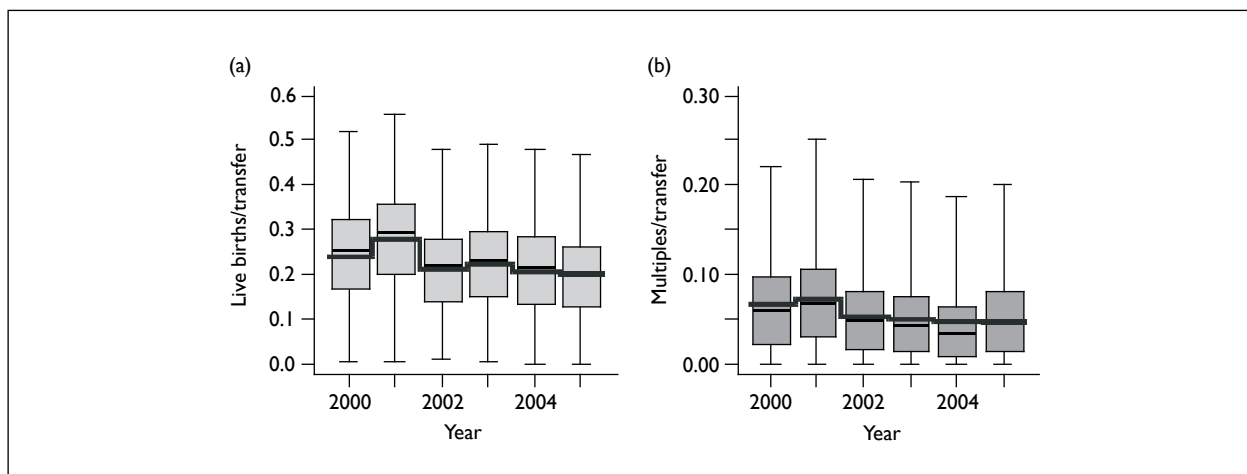 (a)
0.6
0.5
0.4
0.3
0.2
0.1
0.0
Live births/transfer
2000 2002 2004
Year
(b)
0.30
0.20
0.10
0.00
Multiples/transfer
2000 2002 2004
Year